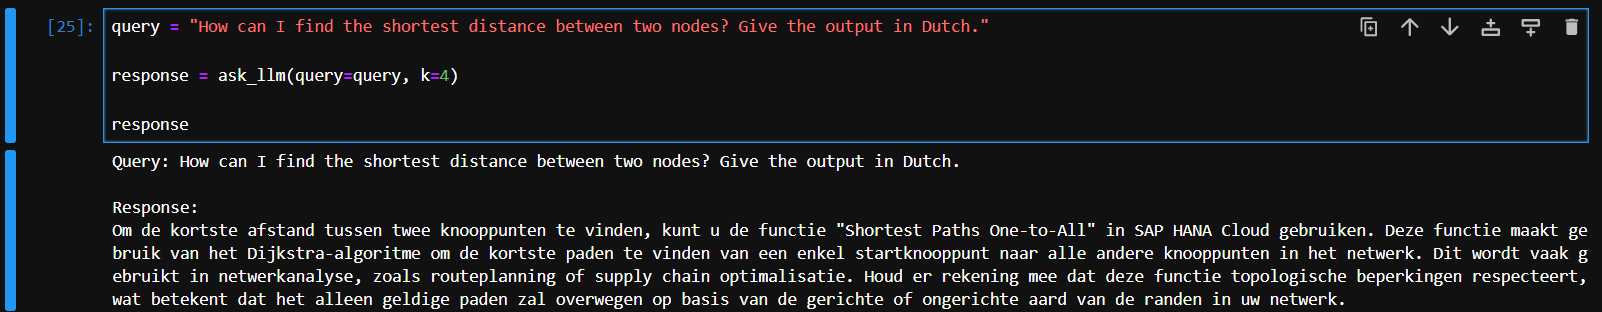 [25]: query = "How can I find the shortest distance between two nodes? Give the output in Dutch."
response = ask_llm(query=query, k=4)
response
Query: How can I find the shortest distance between two nodes? Give the output in Dutch.
Response:
Om de kortste afstand tussen twee knooppunten te vinden, kunt u de functie "Shortest Paths One-to-All" in SAP HANA Cloud gebruiken. Deze functie maakt ge
bruik van het Dijkstra-algoritme om de kortste paden te vinden van een enkel startknooppunt naar alle andere knooppunten in het netwerk. Dit wordt vaak g
ebruikt in netwerkanalyse, zoals routeplanning of supply chain optimalisatie. Houd er rekening mee dat deze functie topologische beperkingen respecteert,
wat betekent dat het alleen geldige paden zal overwegen op basis van de gerichte of ongerichte aard van de randen in uw netwerk.